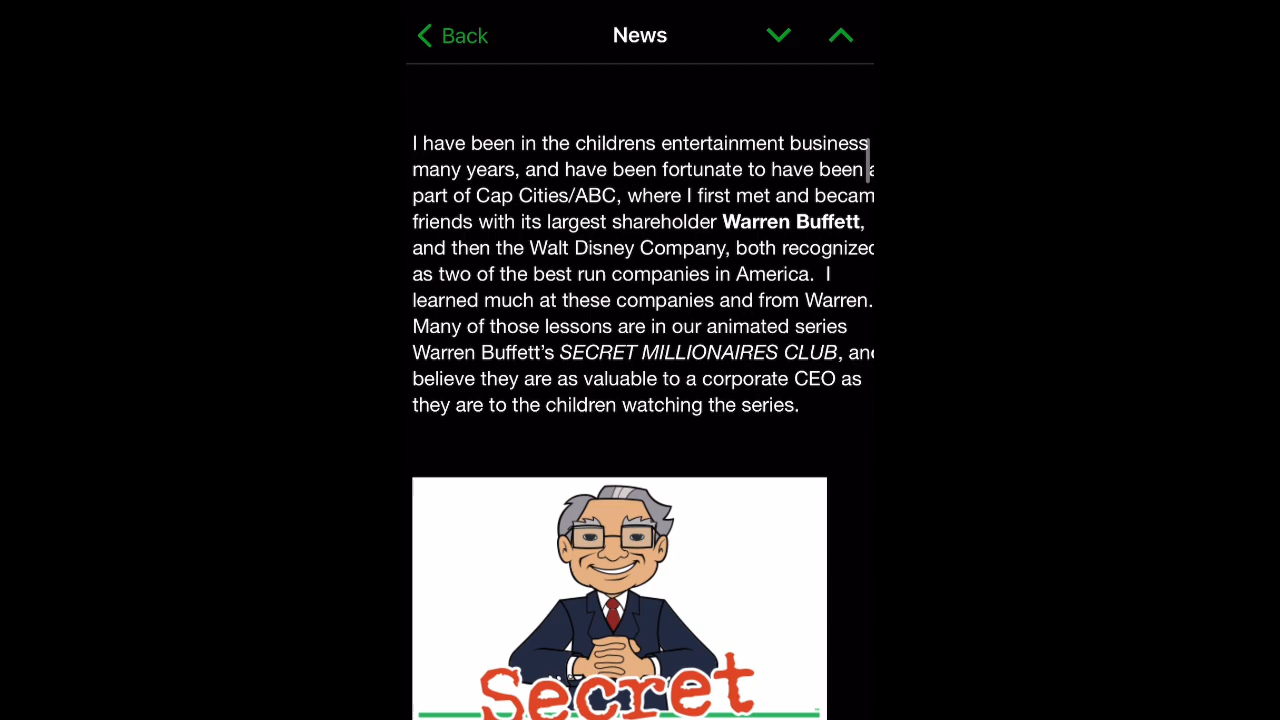 Back
News
I have been in the childrens entertainment business
many years, and have been fortunate to have been
part of Cap Cities/ABC, where I first met and becam
friends with its largest shareholder Warren Buffett,
and then the Walt Disney Company, both recognized
as two of the best run companies in America.  I
learned much at these companies and from Warren.
Many of those lessons are in our animated series
Warren Buffett’s SECRET MILLIONAIRES CLUB, and
believe they are as valuable to a corporate CEO as
they are to the children watching the series.
Secret